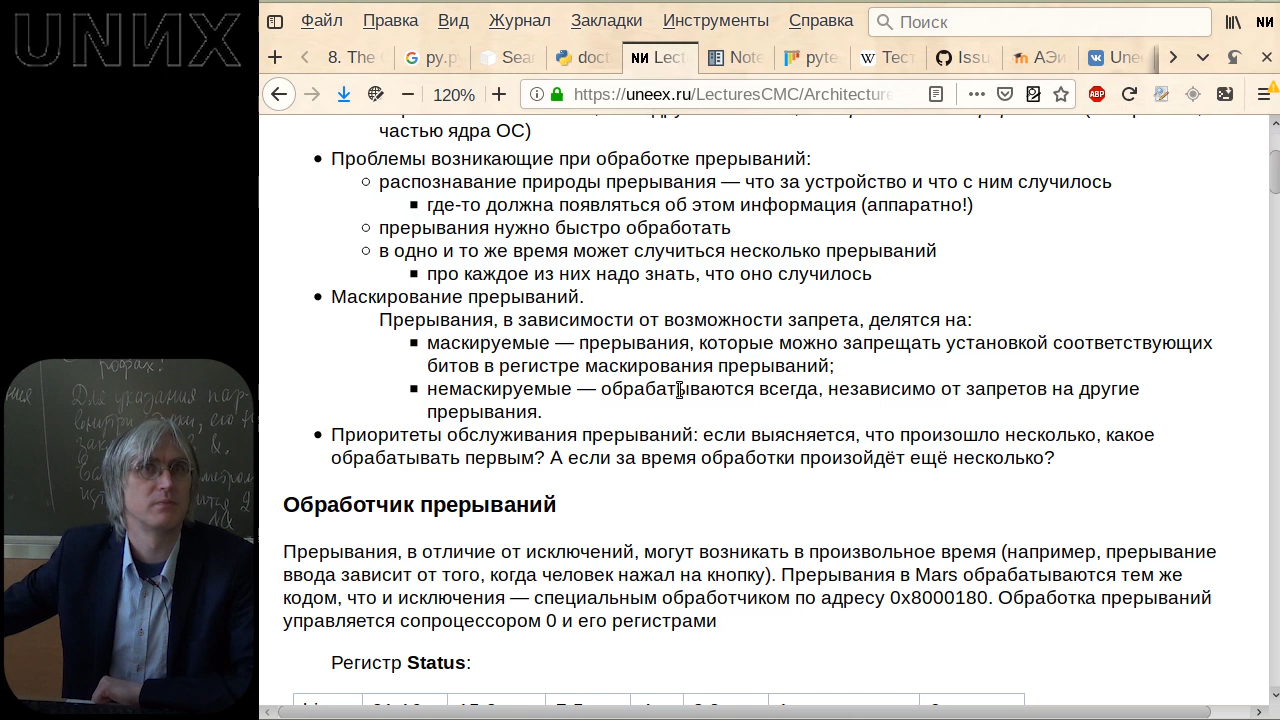 UNИX
Файл Правка Вид Журнал Закладки Инструменты Справка Поиск
8. The
py.p
Sear
doct
Lect
Note
pyte
Тест
Issu
АЭи
Unee
120%
https://uneex.ru/LecturesCMC/Architecture
ABP
частью ядра ОС)
Проблемы возникающие при обработке прерываний:
распознавание природы прерывания — что за устройство и что с ним случилось
где-то должна появляться об этом информация (аппаратно!)
прерывания нужно быстро обработать
в одно и то же время может случиться несколько прерываний
про каждое из них надо знать, что оно случилось
Маскирование прерываний.
Прерывания, в зависимости от возможности запрета, делятся на:
маскируемые — прерывания, которые можно запрещать установкой соответствующих
битов в регистре маскирования прерываний;
немаскируемые — обрабатываются всегда, независимо от запретов на другие
прерывания.
Приоритеты обслуживания прерываний: если выясняется, что произошло несколько, какое
обрабатывать первым? А если за время обработки произойдёт ещё несколько?
Обработчик прерываний
Прерывания, в отличие от исключений, могут возникать в произвольное время (например, прерывание
ввода зависит от того, когда человек нажал на кнопку). Прерывания в Mars обрабатываются тем же
кодом, что и исключения — специальным обработчиком по адресу 0x8000180. Обработка прерываний
управляется сопроцессором 0 и его регистрами
Регистр Status:
Для указания пар